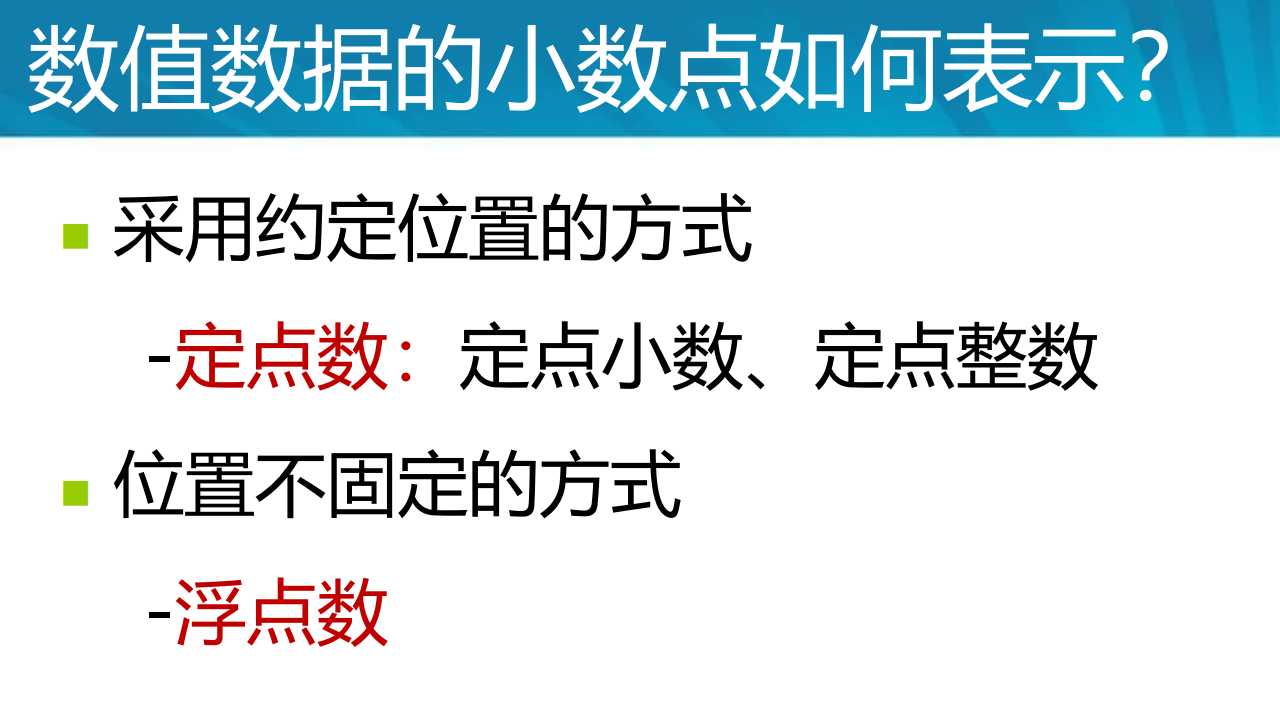 数值数据的小数点如何表示？
采用约定位置的方式
-定点数：定点小数、定点整数
位置不固定的方式
-浮点数